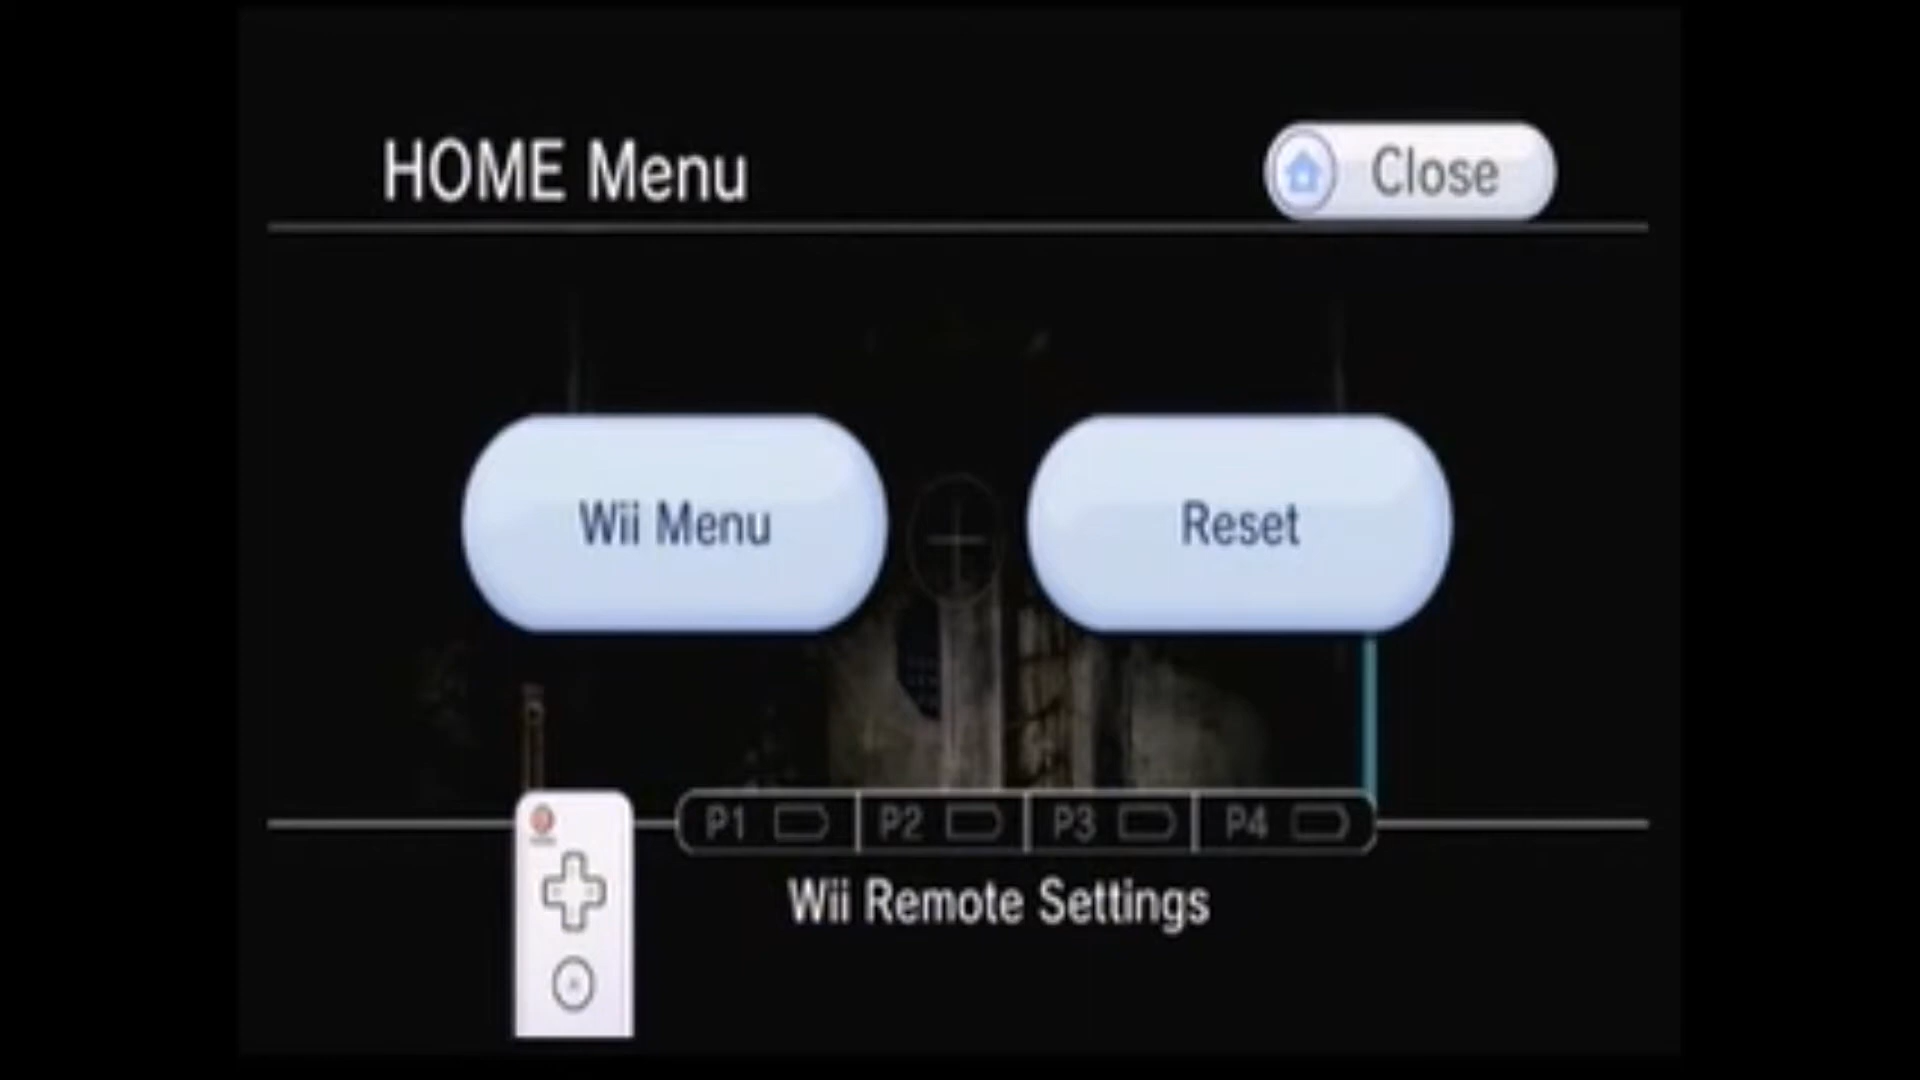 HOME Menu
Close
Wii Menu
Reset
P1 P2 P3 P4
Wii Remote Settings